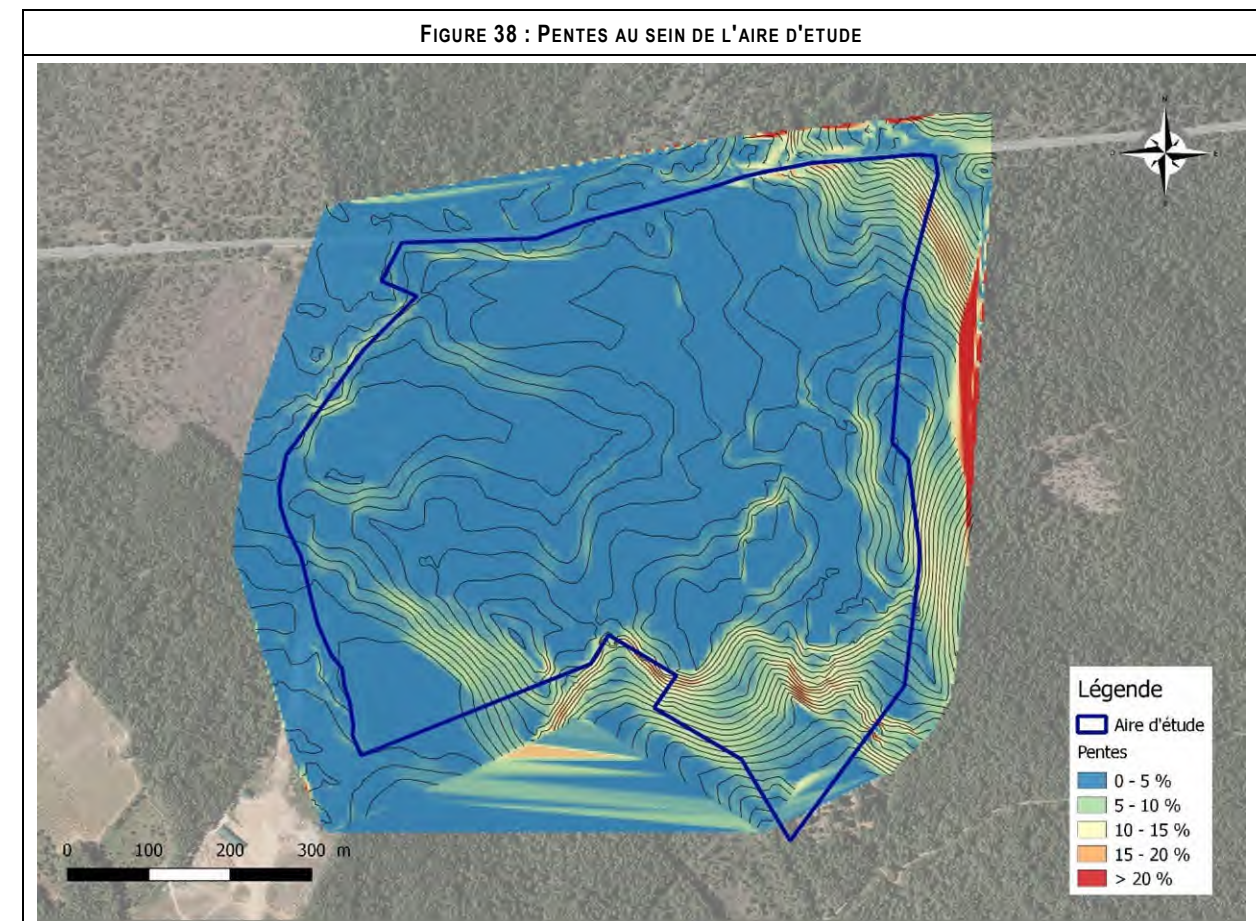 FIGURE 38 : PENTES AU SEIN DE L'AIRE D'ETUDE
N
E
0 100 200 300 m
Légende
Aire d'étude
Pentes
0 - 5 %
5 - 10 %
10 - 15 %
15 - 20 %
> 20 %